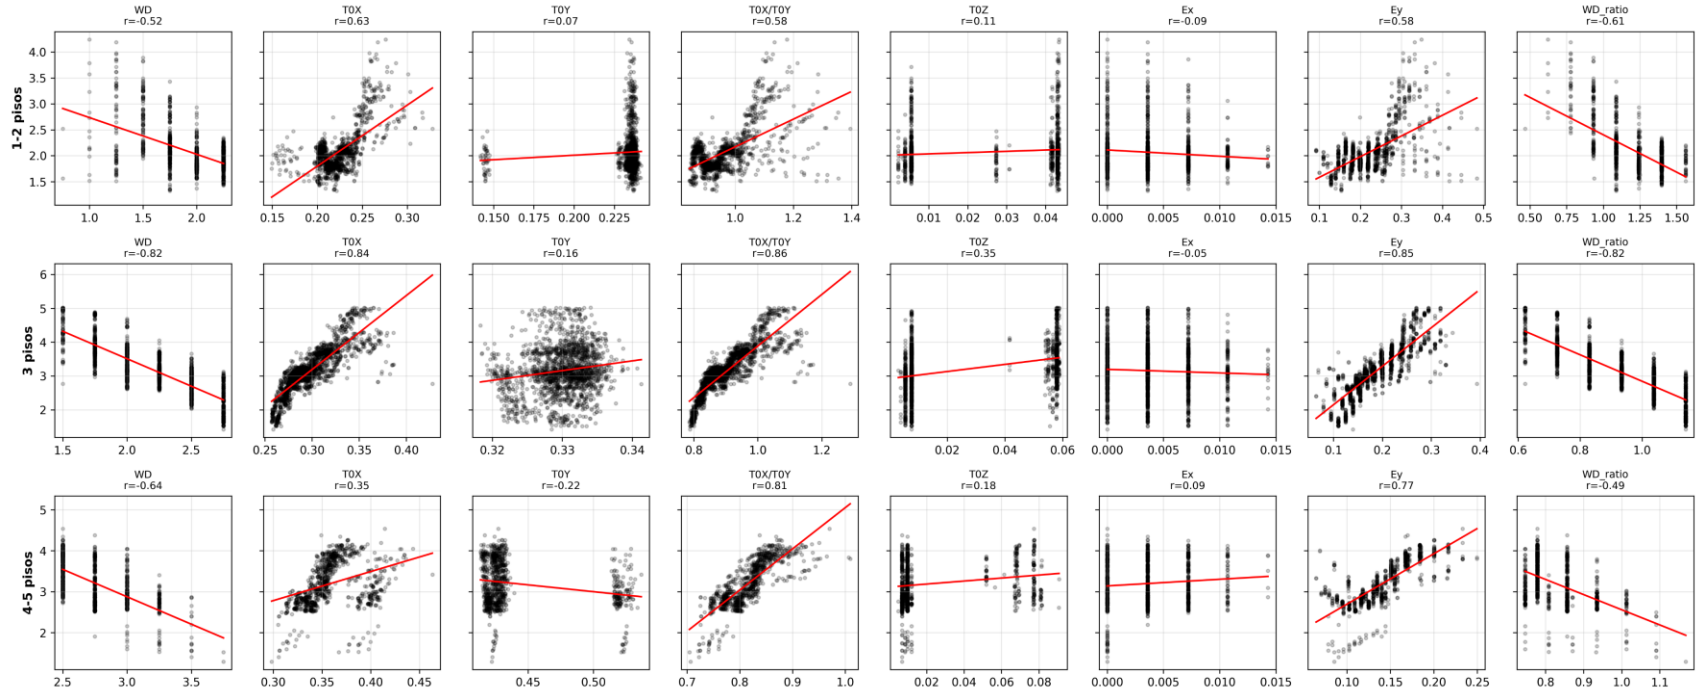 WD T0X T0Y T0X/T0Y T0Z Ex Ey WD_ratio
r=-0.52 r=0.63 r=0.07 r=0.58 r=0.11 r=-0.09 r=0.58 r=-0.61
1-2 pisos
4.0
3.5
3.0
2.5
2.0
1.5
1.0 1.5 2.0 0.15 0.20 0.25 0.30 0.150 0.175 0.200 0.225 0.8 1.0 1.2 1.4 0.01 0.02 0.03 0.04 0.000 0.005 0.010 0.015 0.1 0.2 0.3 0.4 0.5 0.50 0.75 1.00 1.25 1.50
WD T0X T0Y T0X/T0Y T0Z Ex Ey WD_ratio
r=-0.82 r=0.84 r=0.16 r=0.86 r=0.35 r=-0.05 r=0.85 r=-0.82
3 pisos
6
5
4
3
2
1.5 2.0 2.5 0.25 0.30 0.35 0.40 0.32 0.33 0.34 0.8 1.0 1.2 0.00 0.02 0.04 0.06 0.000 0.005 0.010 0.015 0.1 0.2 0.3 0.4 0.6 0.8 1.0
WD T0X T0Y T0X/T0Y T0Z Ex Ey WD_ratio
r=-0.64 r=0.35 r=-0.22 r=0.81 r=0.18 r=0.09 r=0.77 r=-0.49
4-5 pisos
5
4
3
2
2.5 3.0 3.5 0.30 0.35 0.40 0.45 0.45 0.50 0.7 0.8 0.9 1.0 0.00 0.02 0.04 0.06 0.08 0.000 0.005 0.010 0.015 0.05 0.10 0.15 0.20 0.25 0.8 0.9 1.0 1.1